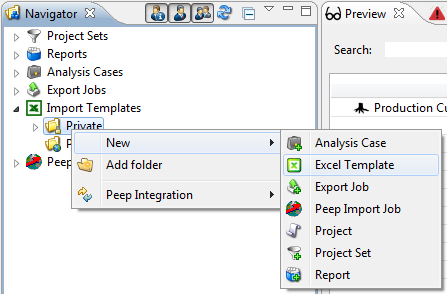 Navigator
Preview
Project Sets
Reports
Search:
Analysis Cases
Export Jobs
Import Templates
Production Cu
Private
P
Peep
New
Add folder
Peep Integration
Analysis Case
Excel Template
Export Job
Peep Import Job
Project
Project Set
Report